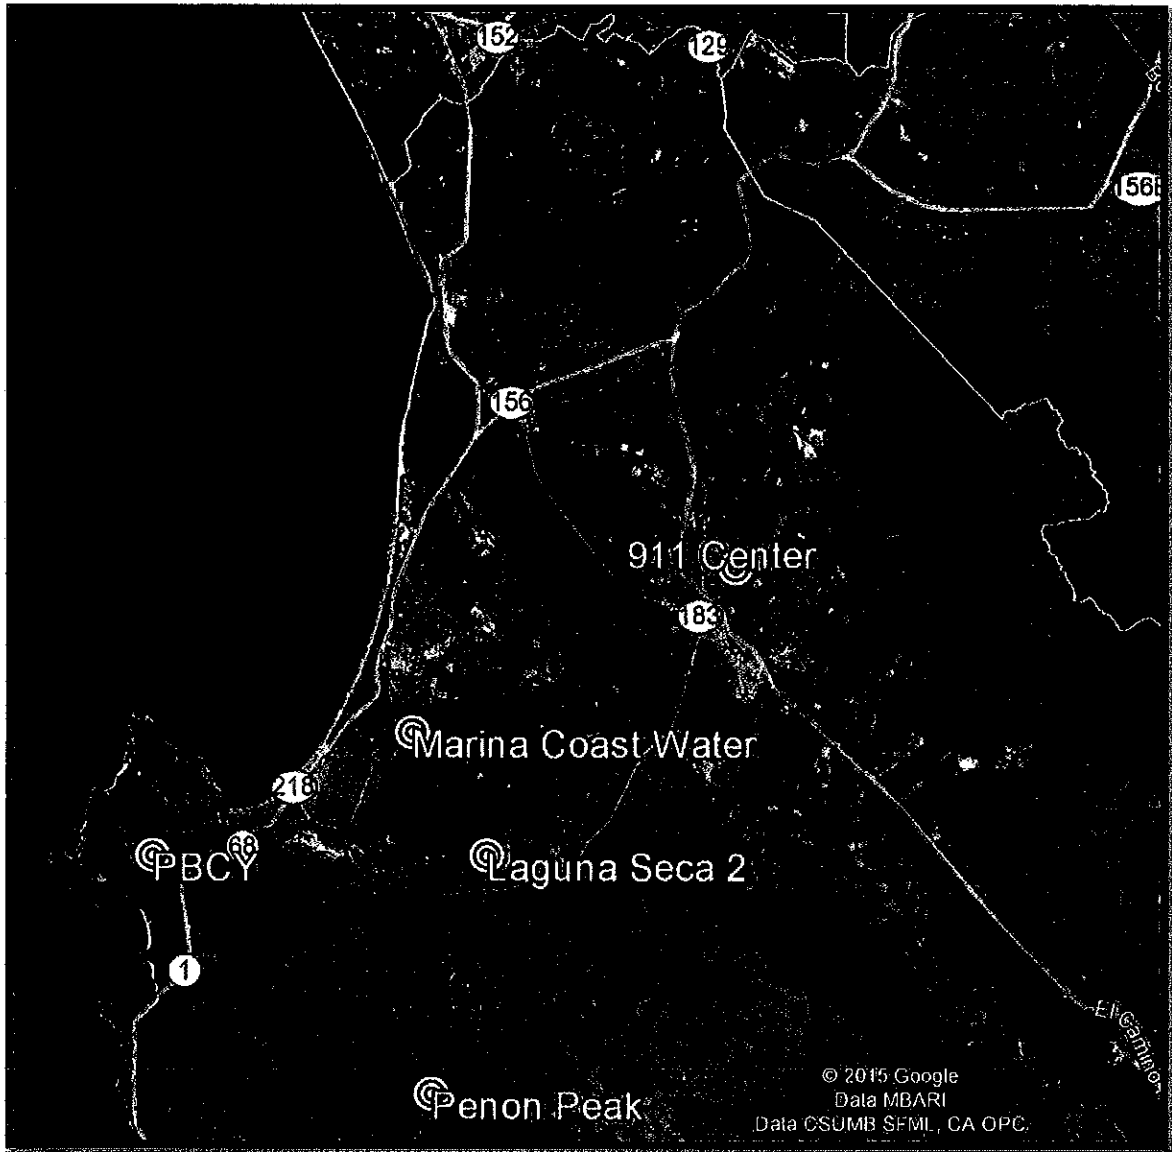 152
129
156
156
911 Center
183
Marina Coast Water
218
68
PBCY
Laguna Seca 2
1
El Camino
Penon Peak
© 2015 Google
Data MBARI
Data CSUMB SFML, CA OPC